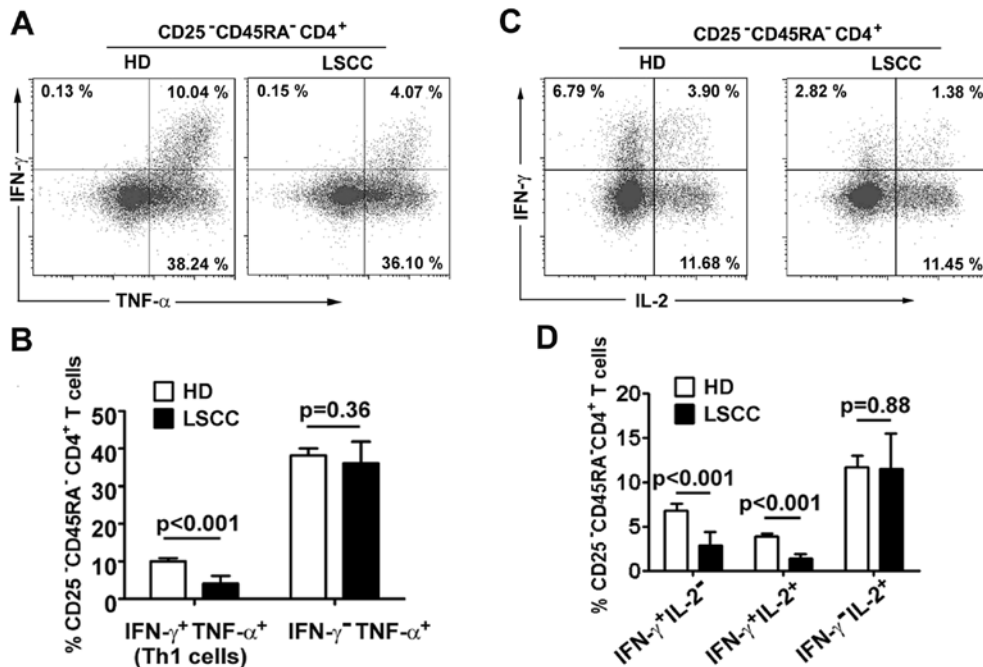 A
CD25⁻CD45RA⁻ CD4⁺
HD LSCC
0.13 % 10.04 % 0.15 % 4.07 %
IFN-γ
38.24 % 36.10 %
TNF-α
C
CD25⁻CD45RA⁻ CD4⁺
HD LSCC
6.79 % 3.90 % 2.82 % 1.38 %
IFN-γ
11.68 % 11.45 %
IL-2
B
% CD25⁻CD45RA⁻ CD4⁺ T cells
HD
LSCC
50
40
10
0
p<0.001
p=0.36
IFN-γ⁺ TNF-α⁺ IFN-γ⁻ TNF-α⁺
(Th1 cells)
D
% CD25⁻CD45RA⁻CD4⁺ T cells
HD
LSCC
20
15
10
5
0
p<0.001
p<0.001
p=0.88
IFN-γ⁺IL-2⁻
IFN-γ⁺IL-2⁺
IFN-γ⁻IL-2⁺